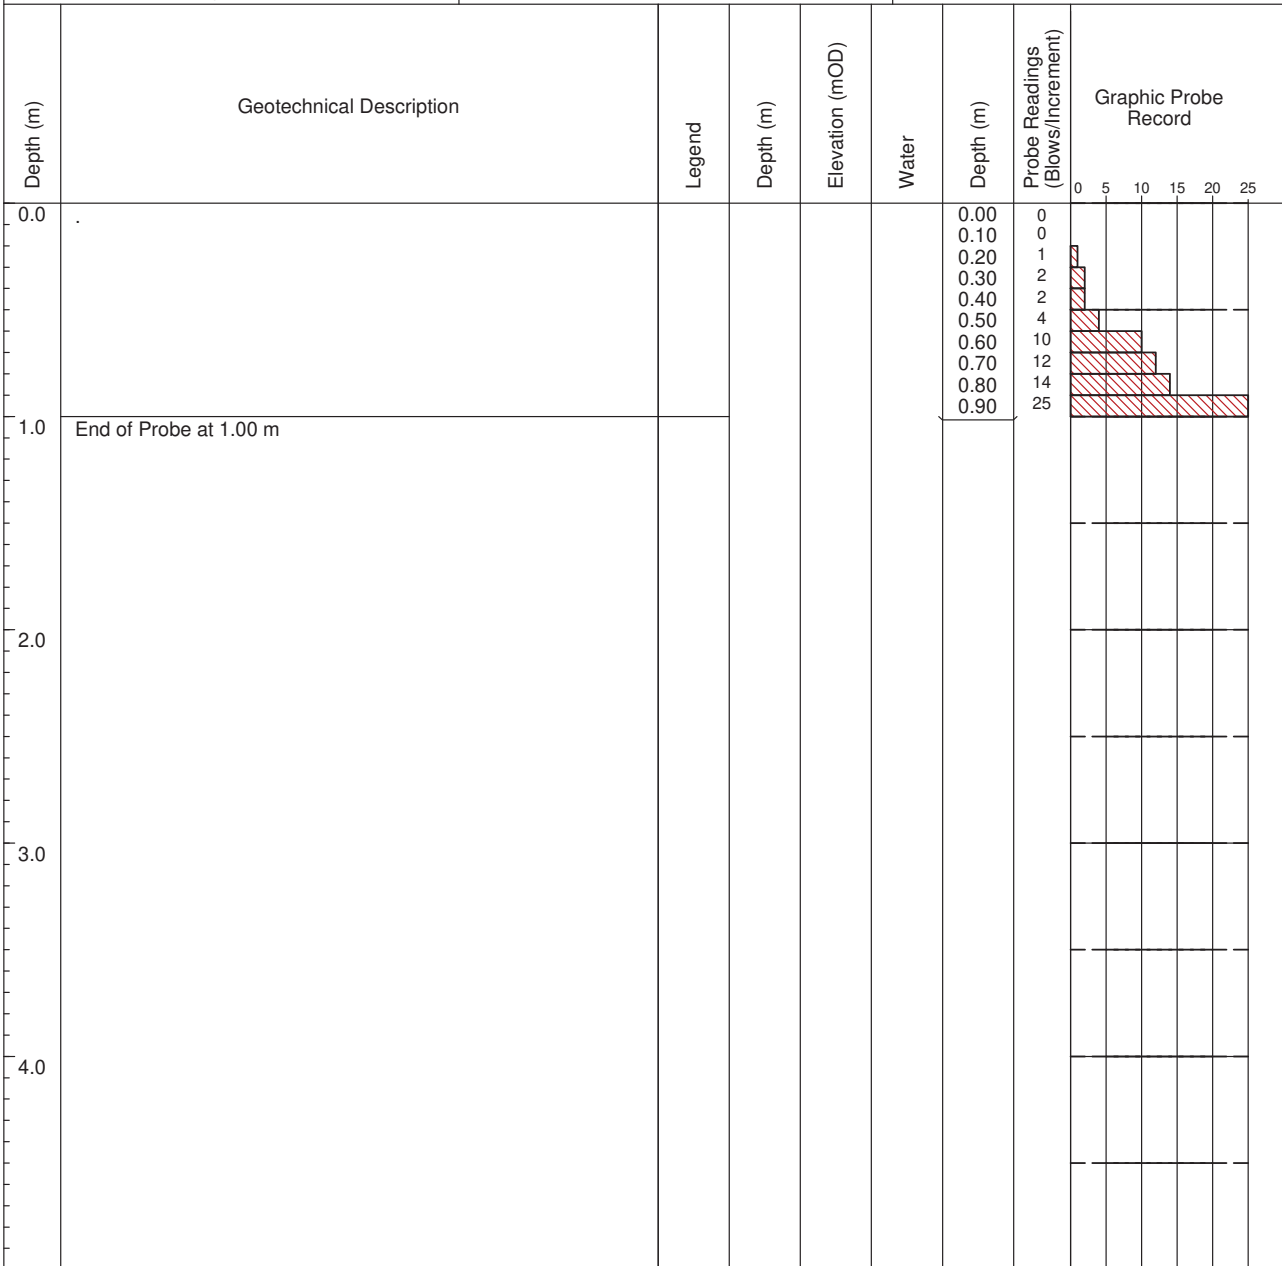 Depth (m)
Geotechnical Description
Legend
Depth (m)
Elevation (mOD)
Water
Depth (m)
Probe Readings
(Blows/Increment)
Graphic Probe
Record
0 5 10 15 20 25
0.0 . 0.00 0
0.10 0
0.20 1
0.30 2
0.40 2
0.50 4
0.60 10
0.70 12
0.80 14
0.90 25
1.0 End of Probe at 1.00 m
2.0
3.0
4.0